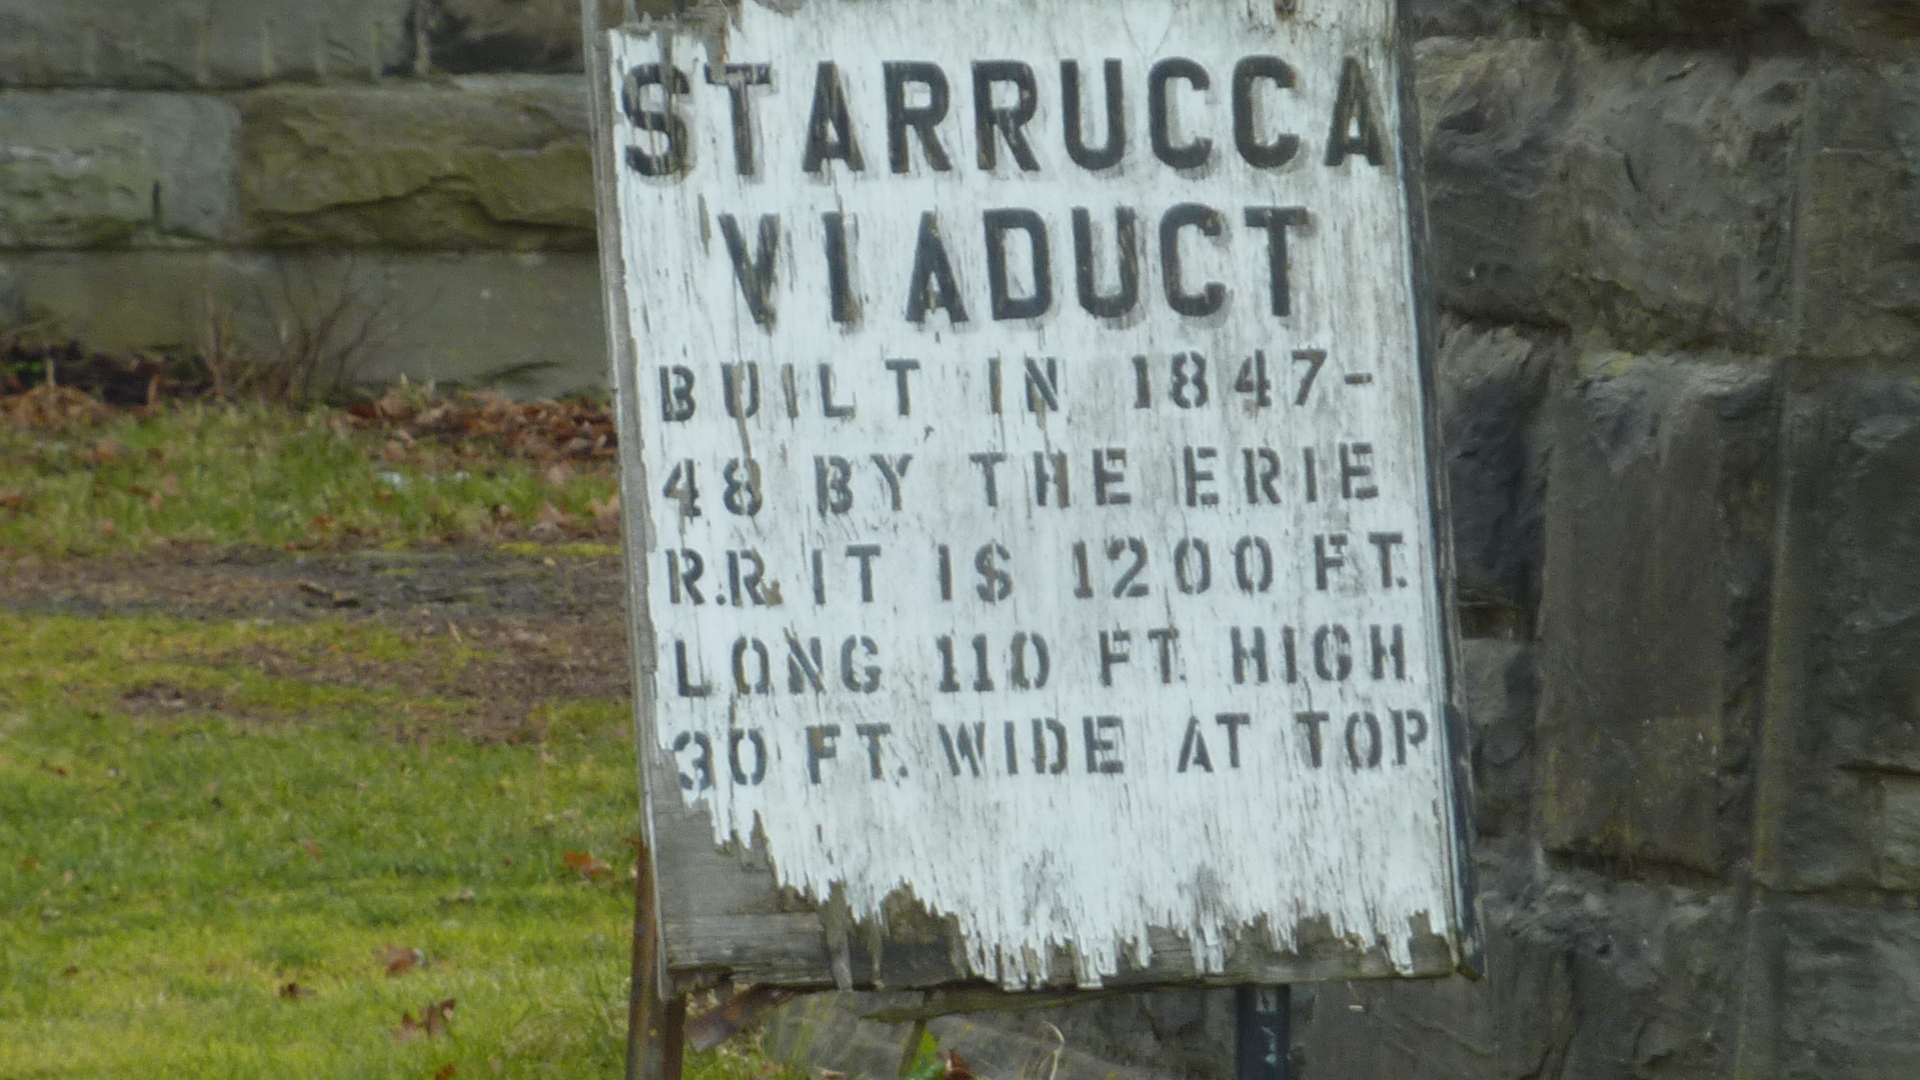 STARRUCCA
VIADUCT
BUILT IN 1847-
48 BY THE ERIE
R.R. IT IS 1200 FT.
LONG 110 FT. HIGH
30 FT. WIDE AT TOP